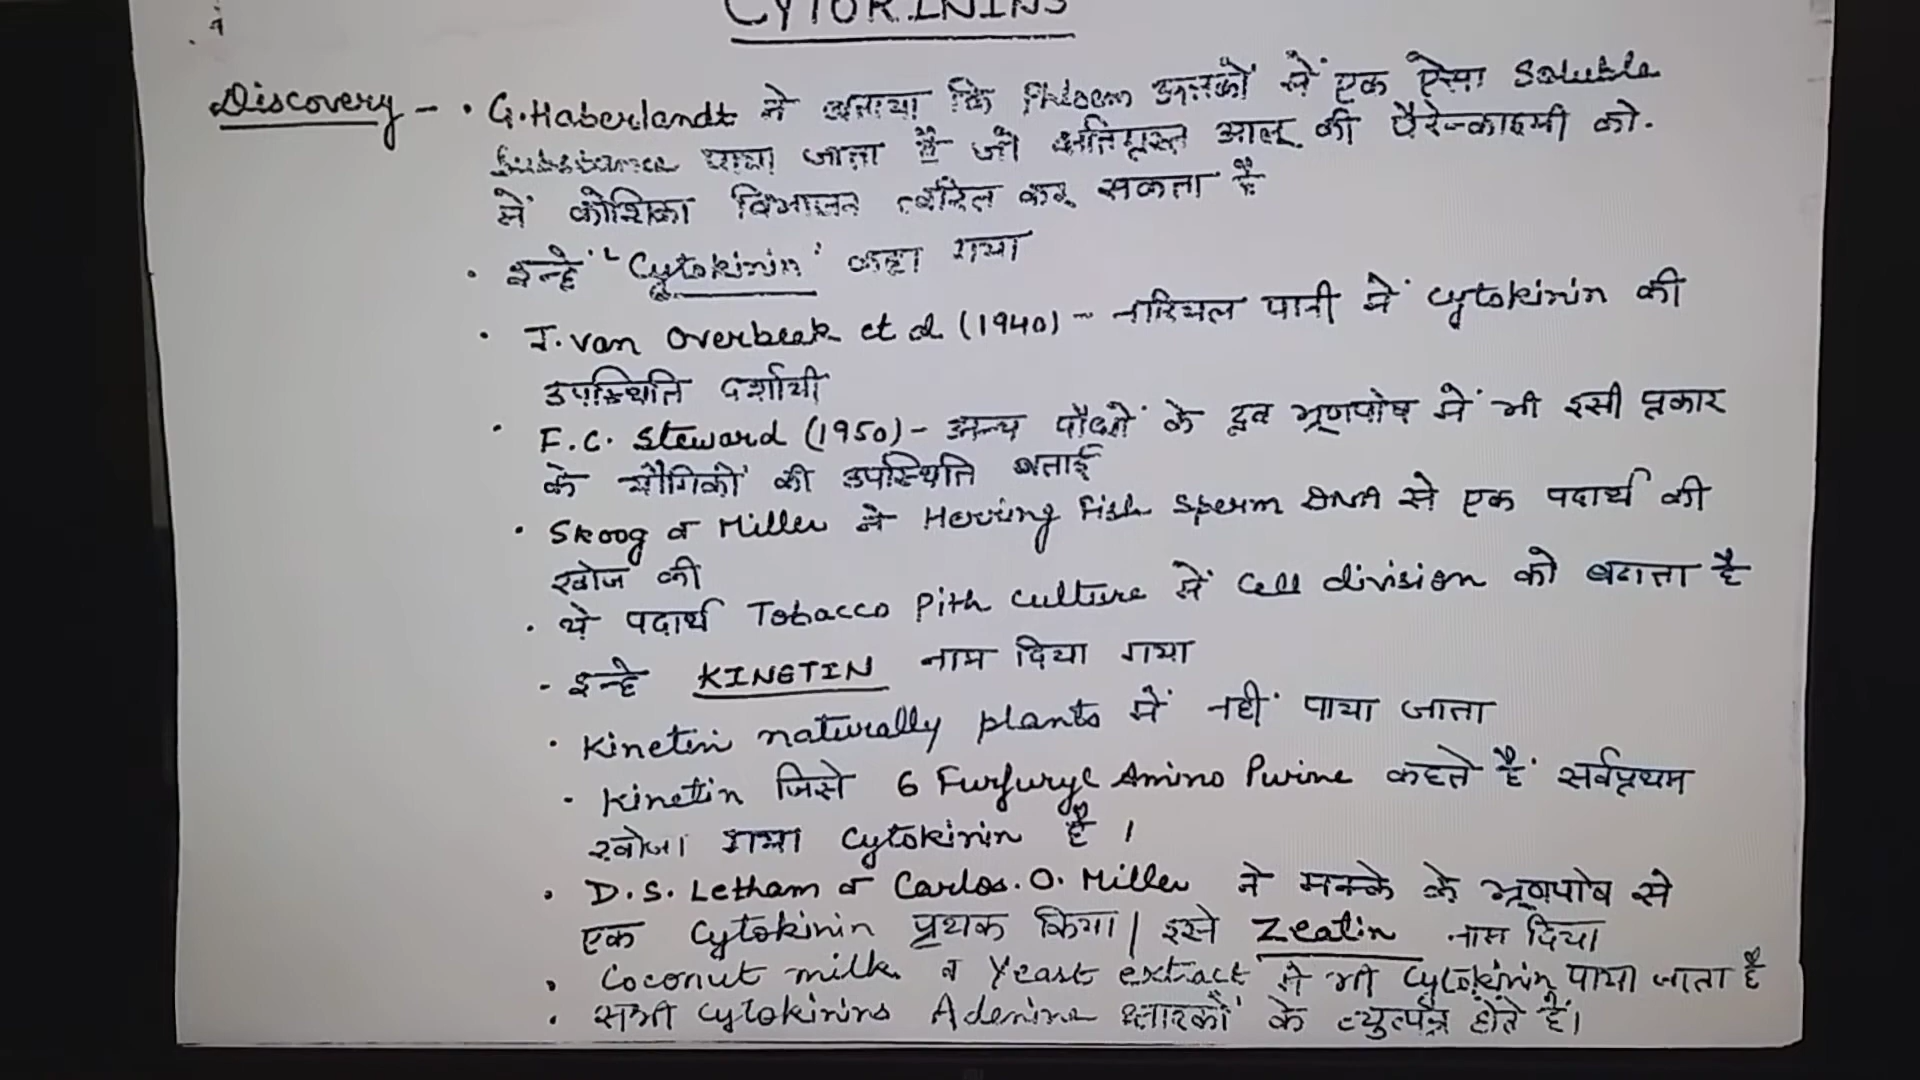 CYTOKININS
Discovery - • G. Haberlandt ने बताया कि Phloem ऊतकों में एक ऐसा Soluble
Substance पाया जाता है जो क्षतिग्रस्त आलू की पैरेन्काइमी को.
में कोशिका विभाजन त्वरित कर सकता है
• इन्हें 'Cytokinin' कहा गया
• J. van Overbeek et al (1940) - नारियल पानी में Cytokinin की
उपस्थिति दर्शायी
• F.C. Steward (1950) - अन्य पौधों के द्रव भ्रूणपोष में भी इसी प्रकार
के यौगिकों की उपस्थिति बताई
• Skoog & Miller ने Herring Fish Sperm DNA से एक पदार्थ की
खोज की
• ये पदार्थ Tobacco Pith Culture में Cell division को बढाता है
- इन्हे KINETIN नाम दिया गया
• Kinetin naturally plants में नहीं पाया जाता
• Kinetin जिसे 6 Furfuryl Amino Purine कहते हैं सर्वप्रथम
खोजा गया Cytokinin है ।
• D.S. Letham & Carlos. O. Miller ने मक्के के भ्रूणपोष से
एक Cytokinin प्रथक किया | इसे Zeatin नाम दिया
• Coconut milk व Yeast extract में भी Cytokinin पाया जाता है
• सभी Cytokinins Adenine क्षारकों के व्युत्पन्न होते हैं।